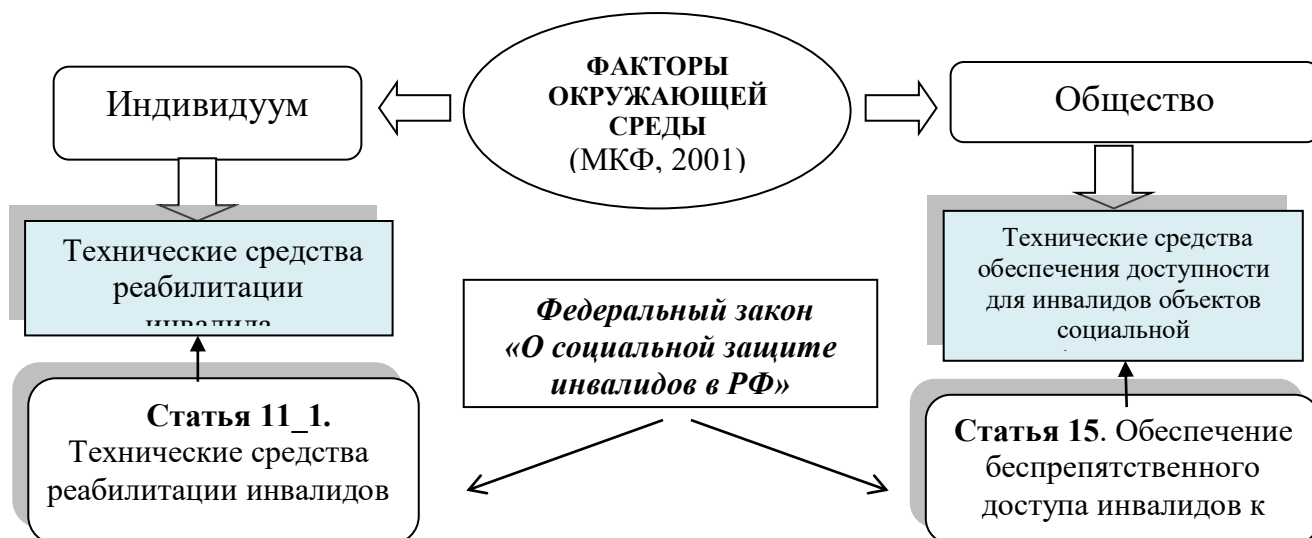 ФАКТОРЫ
ОКРУЖАЮЩЕЙ
СРЕДЫ
(МКФ, 2001)
Индивидуум
Общество
Технические средства
реабилитации
инвалида
Технические средства
обеспечения доступности
для инвалидов объектов
социальной
Федеральный закон
«О социальной защите
инвалидов в РФ»
Статья 11_1.
Технические средства
реабилитации инвалидов
Статья 15. Обеспечение
беспрепятственного
доступа инвалидов к